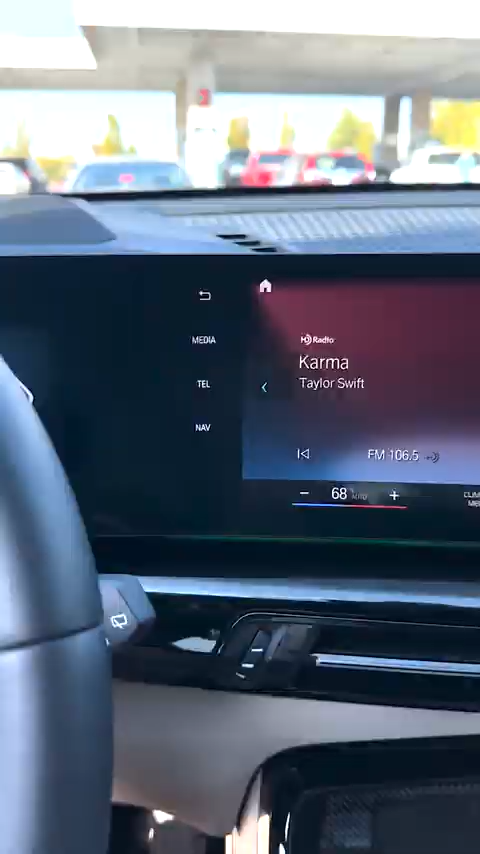 MEDIA
TEL
NAV
HD Radio
Karma
Taylor Swift
FM 106.5
− 68 AUTO +